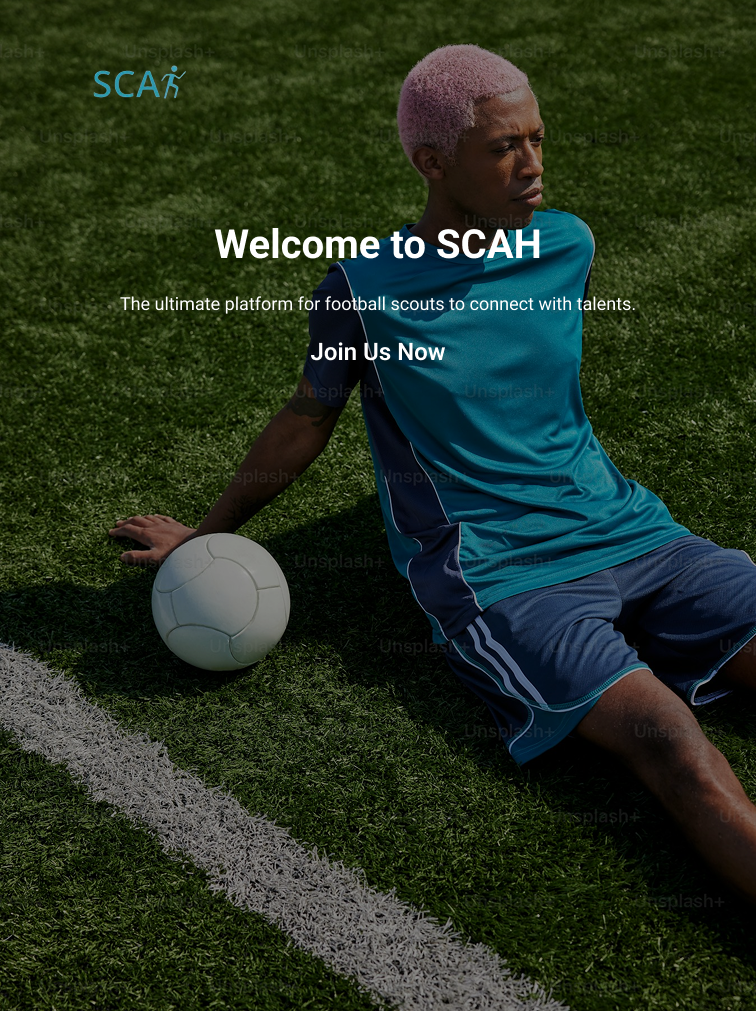 SCA
Welcome to SCAH
The ultimate platform for football scouts to connect with talents.
Join Us Now
Unsplash+